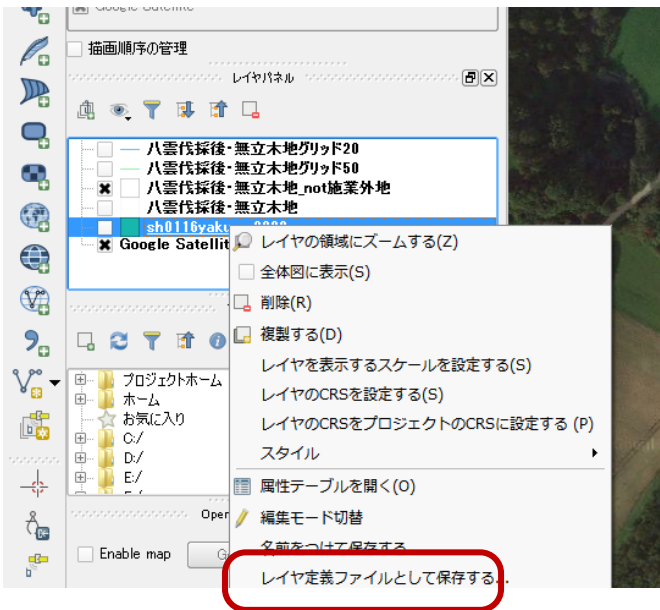 Google Satellite
描画順序の管理
レイヤパネル
八雲伐採後・無立木地グリッド20
八雲伐採後・無立木地グリッド50
八雲伐採後・無立木地_not施業外地
八雲伐採後・無立木地
sh0116yaku
Google Satellit
レイヤの領域にズームする(Z)
全体図に表示(S)
削除(R)
複製する(D)
レイヤを表示するスケールを設定する(S)
レイヤのCRSを設定する(S)
レイヤのCRSをプロジェクトのCRSに設定する (P)
スタイル
属性テーブルを開く(O)
編集モード切替
名前をつけて保存する
レイヤ定義ファイルとして保存する...
プロジェクトホーム
ホーム
お気に入り
C:/
D:/
E:/
Oper
Enable map
G